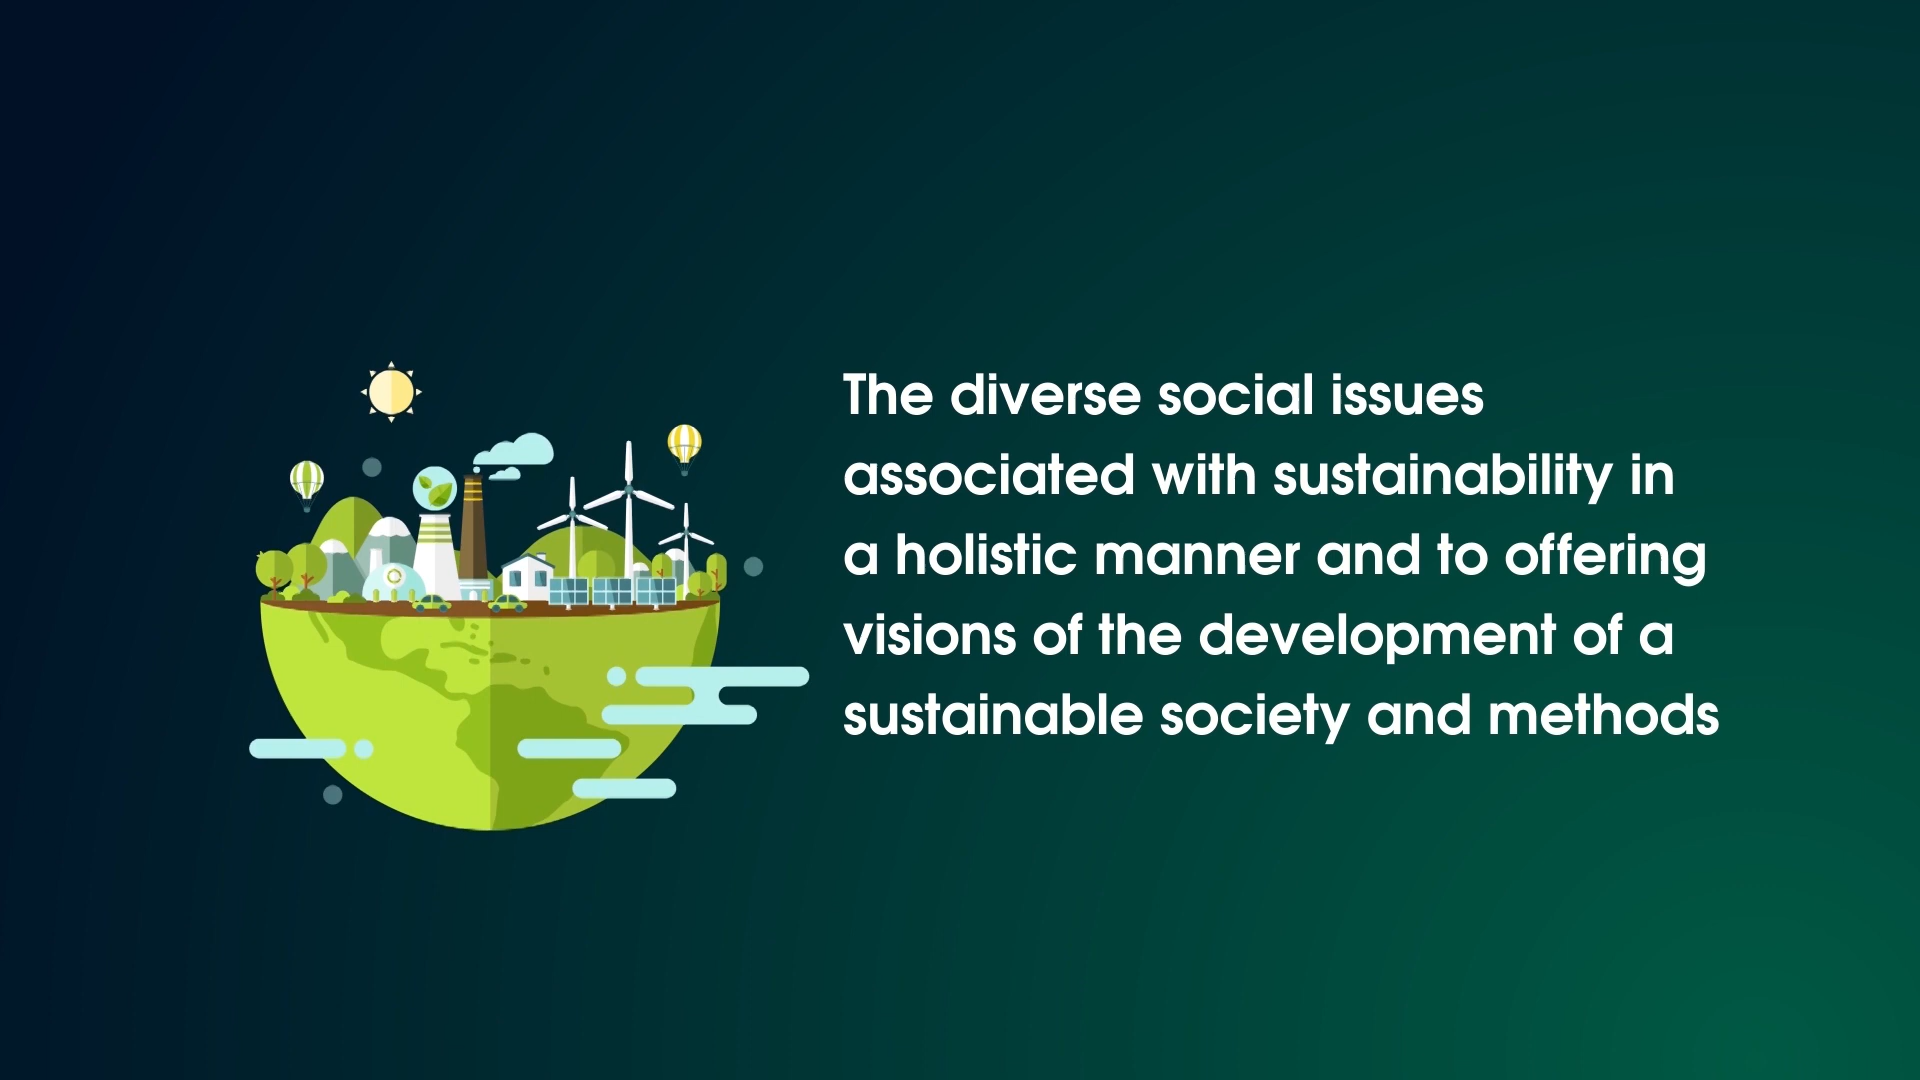 The diverse social issues
associated with sustainability in
a holistic manner and to offering
visions of the development of a
sustainable society and methods